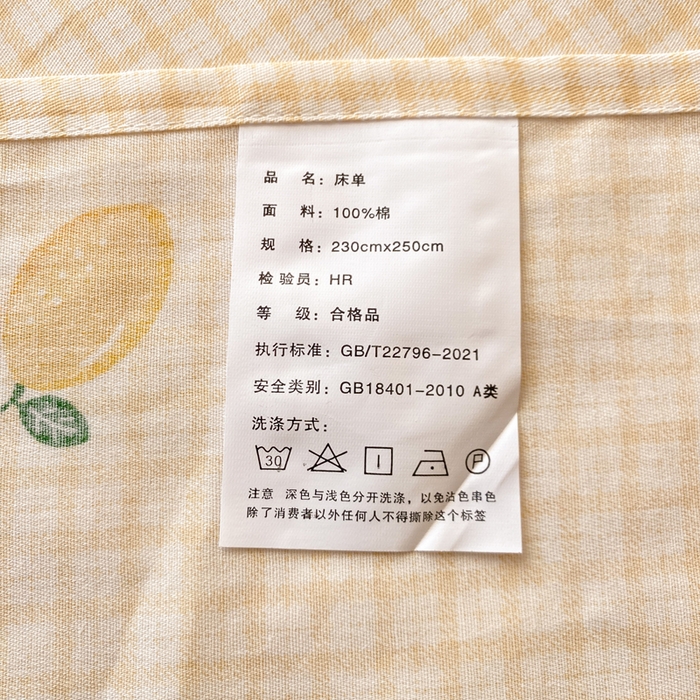 品 名：床单
面 料：100%棉
规 格：230cmx250cm
检 验员：HR
等 级：合格品
执行标准：GB/T22796-2021
安全类别：GB18401-2010 A类
洗涤方式：
30 P
注意 深色与浅色分开洗涤，以免沾色串色
除了消费者以外任何人不得撕除这个标签